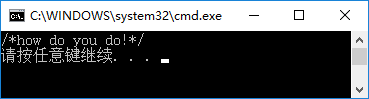 C:\WINDOWS\system32\cmd.exe
/*how do you do!*/
请按任意键继续. . .